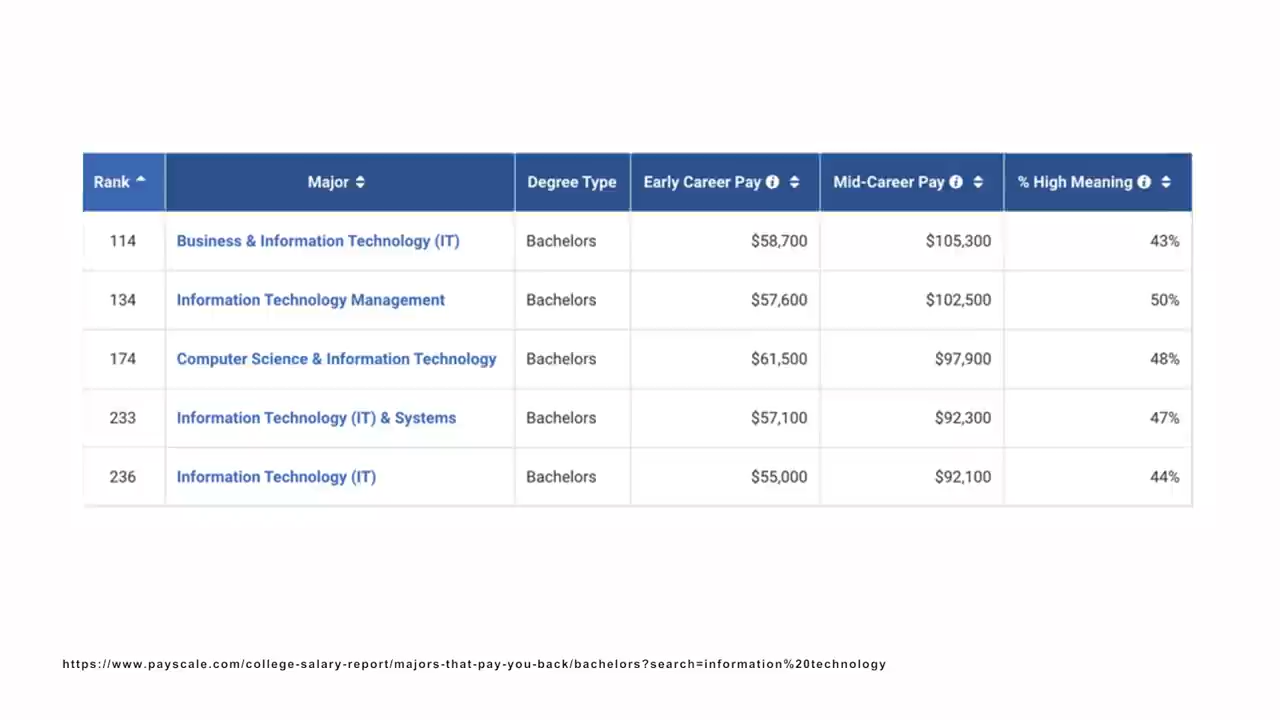 Rank Major Degree Type Early Career Pay Mid-Career Pay % High Meaning
114 Business & Information Technology (IT) Bachelors $58,700 $105,300 43%
134 Information Technology Management Bachelors $57,600 $102,500 50%
174 Computer Science & Information Technology Bachelors $61,500 $97,900 48%
233 Information Technology (IT) & Systems Bachelors $57,100 $92,300 47%
236 Information Technology (IT) Bachelors $55,000 $92,100 44%
https://www.payscale.com/college-salary-report/majors-that-pay-you-back/bachelors?search=information%20technology